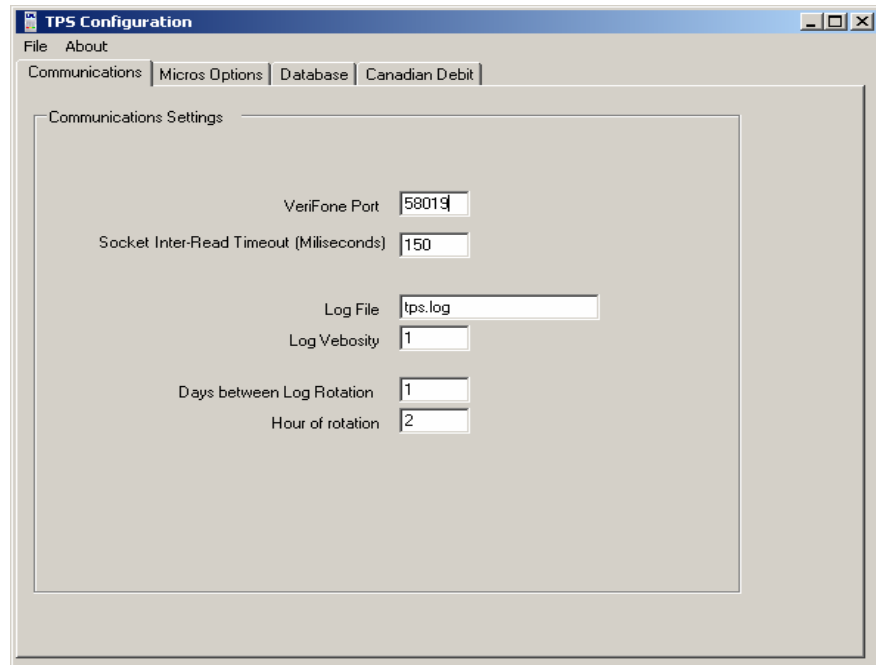 TPS Configuration
File About
Communications Micros Options Database Canadian Debit
Communications Settings
VeriFone Port 58019
Socket Inter-Read Timeout (Miliseconds) 150
Log File tps.log
Log Vebosity 1
Days between Log Rotation 1
Hour of rotation 2